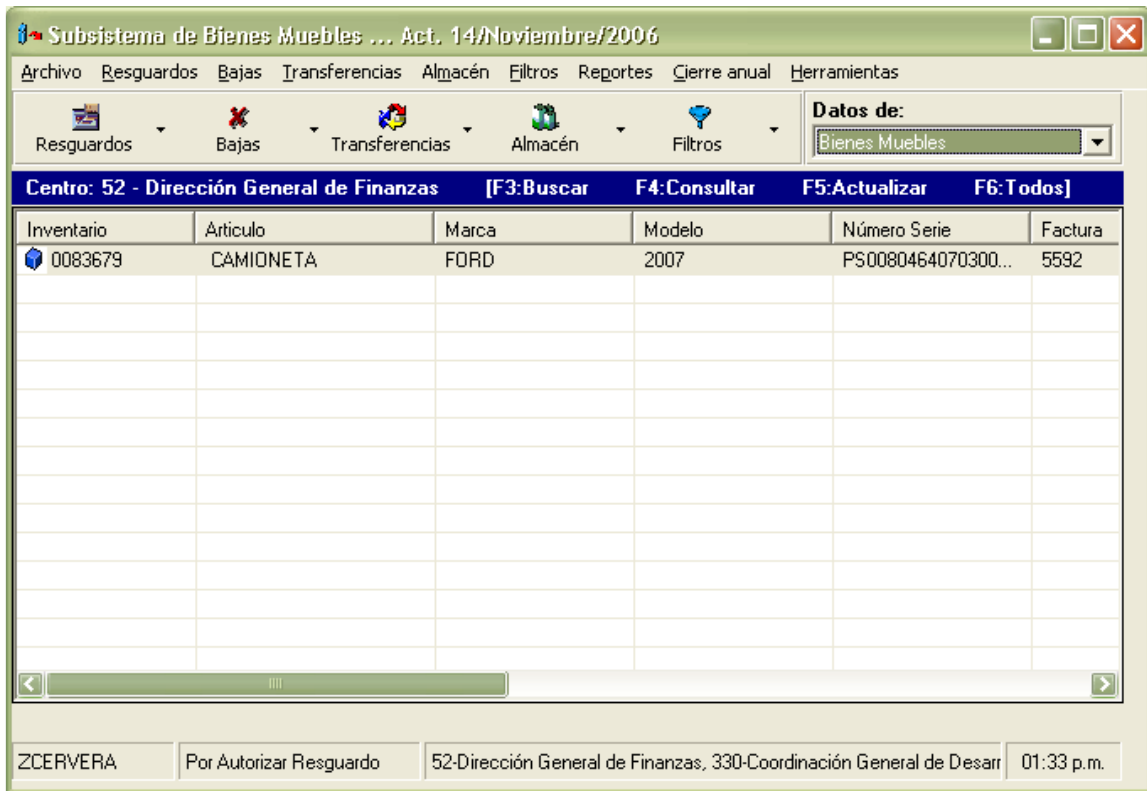 Subsistema de Bienes Muebles ... Act. 14/Noviembre/2006
Archivo Resguardos Bajas Transferencias Almacén Filtros Reportes Cierre anual Herramientas
Resguardos Bajas Transferencias Almacén Filtros
Datos de:
Bienes Muebles
Centro: 52 - Dirección General de Finanzas [F3:Buscar F4:Consultar F5:Actualizar F6:Todos]
Inventario Articulo Marca Modelo Número Serie Factura
0083679 CAMIONETA FORD 2007 PS0080464070300... 5592
ZCERVERA Por Autorizar Resguardo 52-Dirección General de Finanzas, 330-Coordinación General de Desarr 01:33 p.m.